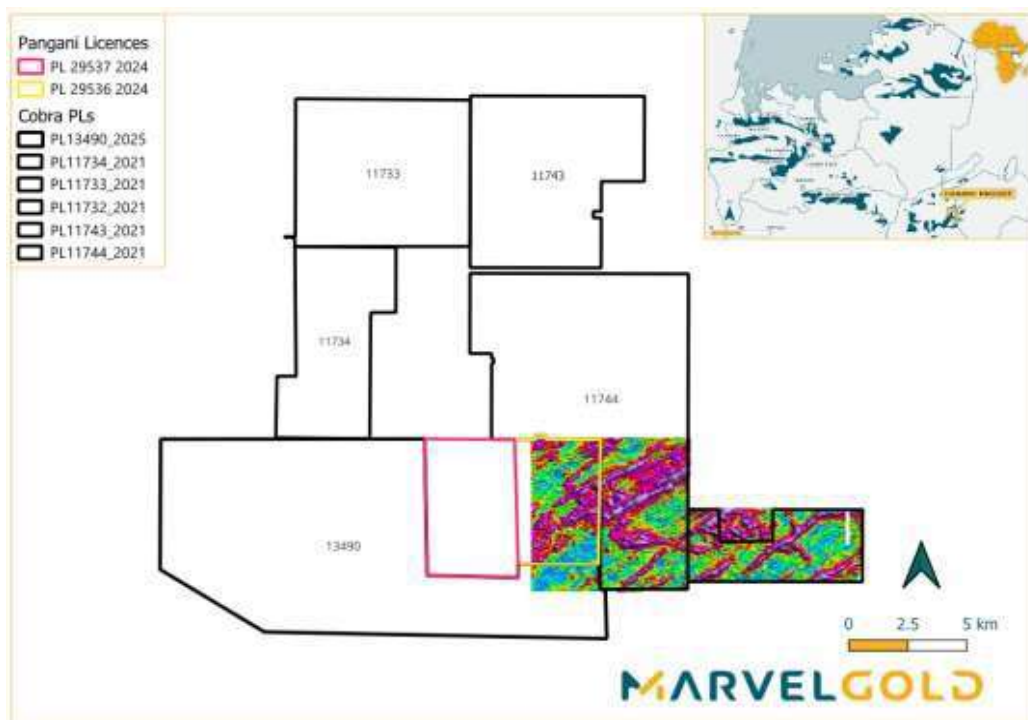 Pangani Licences
PL 29537 2024
PL 29536 2024
Cobra PLs
PL13490_2025
PL11734_2021
PL11733_2021
PL11732_2021
PL11743_2021
PL11744_2021
11733
11743
11734
11744
13490
0 2.5 5 km
MARVELGOLD